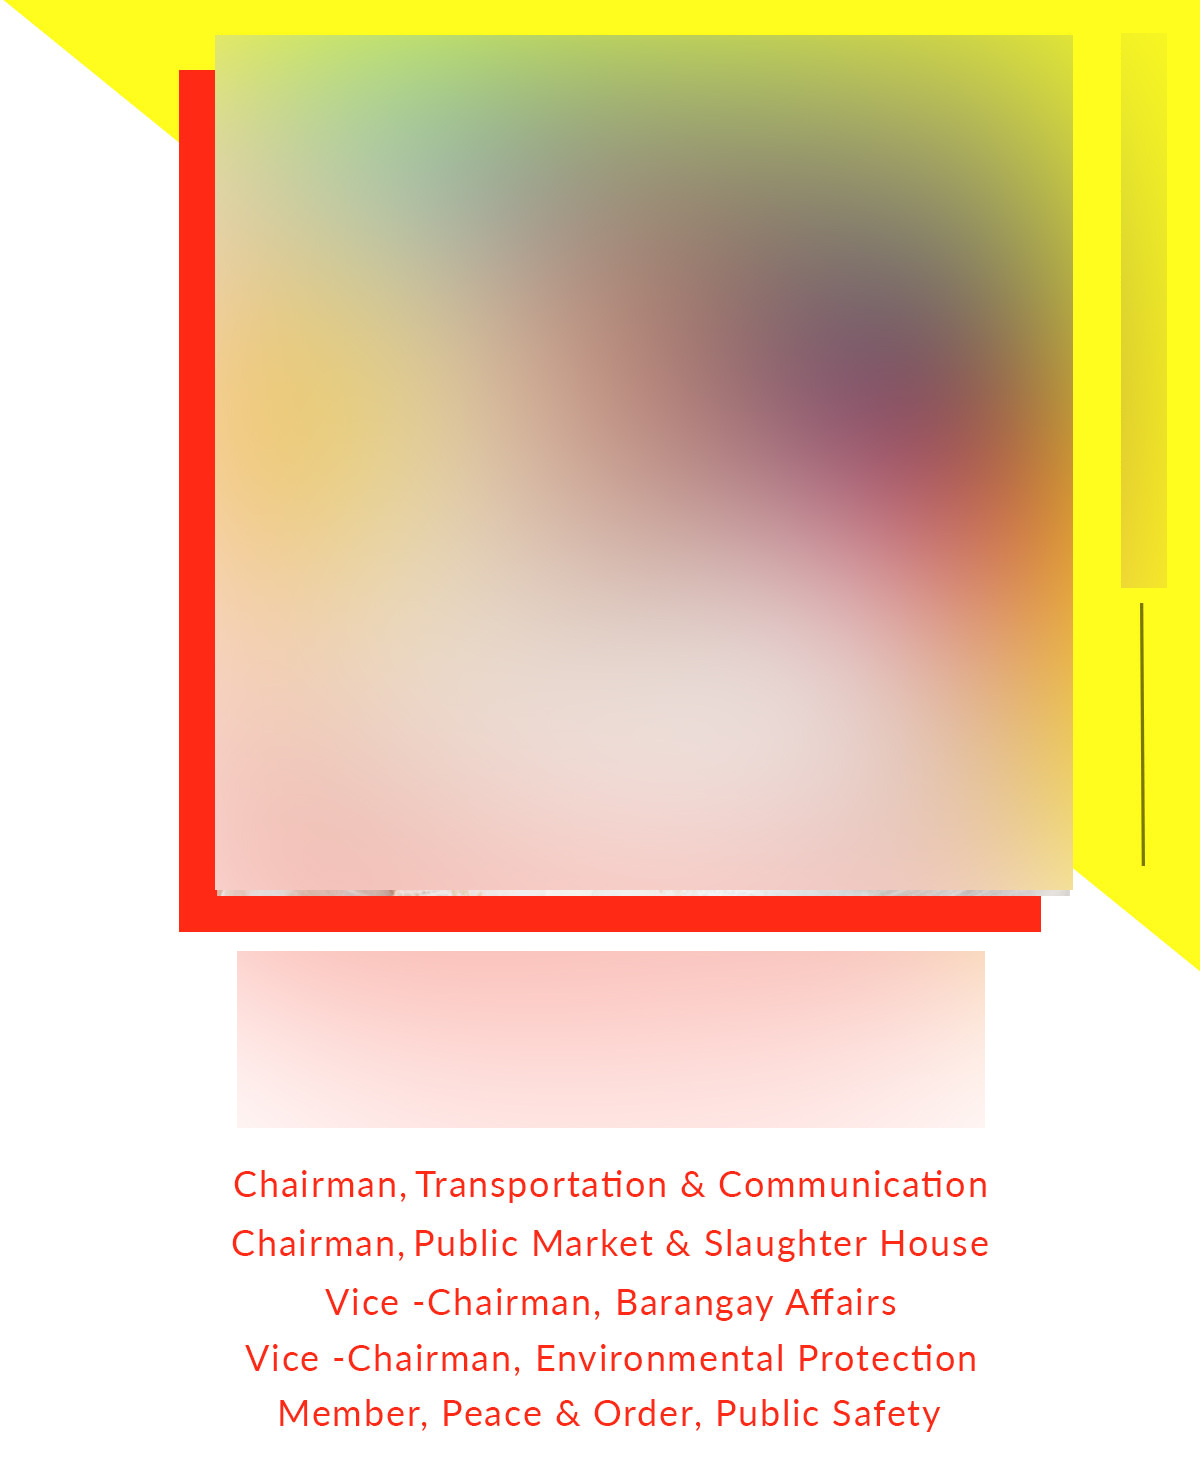 Chairman, Transportation & Communication
Chairman, Public Market & Slaughter House
Vice -Chairman, Barangay Affairs
Vice -Chairman, Environmental Protection
Member, Peace & Order, Public Safety